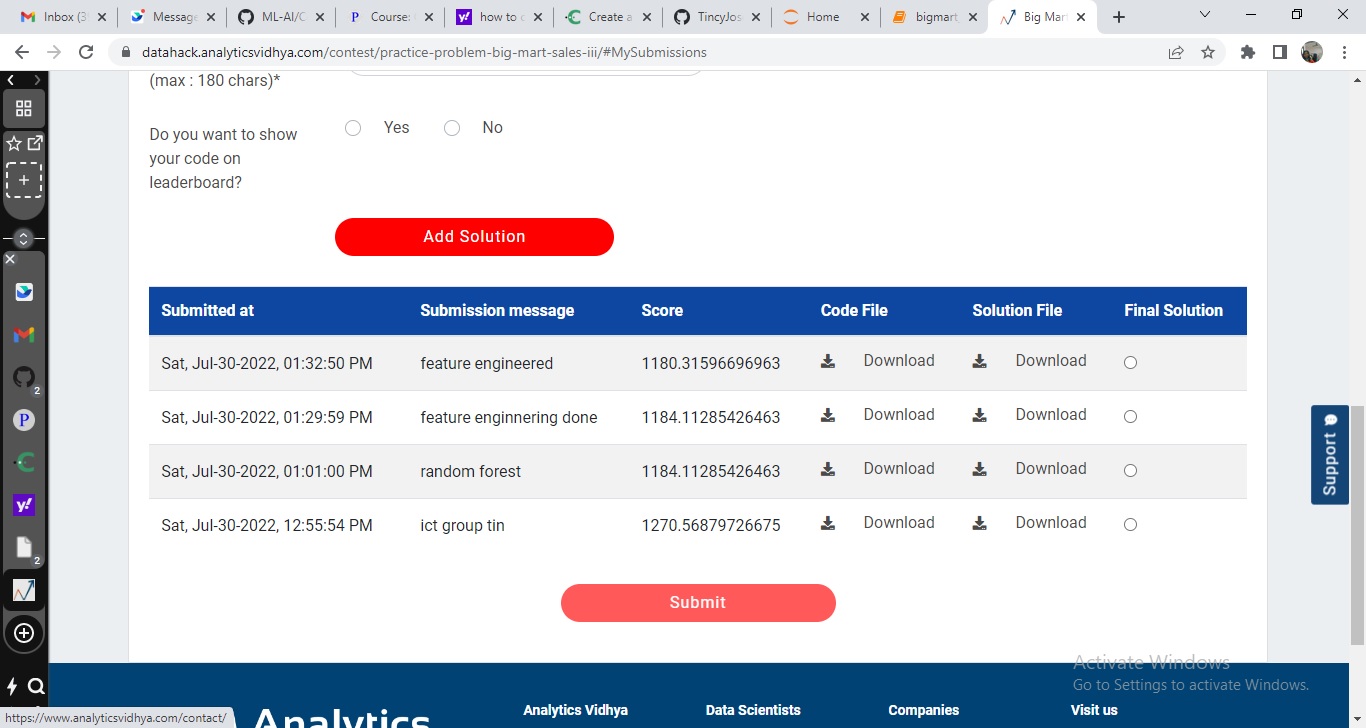 Inbox (3
Message
ML-AI/C
Course:
how to c
Create a
TincyJos
Home
bigmart_
Big Mar
datahack.analyticsvidhya.com/contest/practice-problem-big-mart-sales-iii/#MySubmissions
(max : 180 chars)*
Do you want to show
your code on
leaderboard?
Yes
No
Add Solution
Submitted at Submission message Score Code File Solution File Final Solution
Sat, Jul-30-2022, 01:32:50 PM feature engineered 1180.31596696963 Download Download
Sat, Jul-30-2022, 01:29:59 PM feature enginnering done 1184.11285426463 Download Download
Sat, Jul-30-2022, 01:01:00 PM random forest 1184.11285426463 Download Download
Sat, Jul-30-2022, 12:55:54 PM ict group tin 1270.56879726675 Download Download
Submit
Support
2
P
y!
2
Activate Windows
Go to Settings to activate Windows.
https://www.analyticsvidhya.com/contact/
Analytics
Analytics Vidhya
Data Scientists
Companies
Visit us